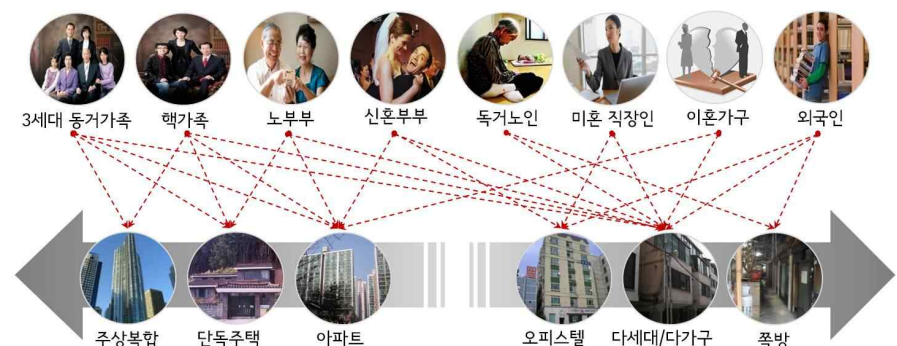 3세대 동거가족 핵가족 노부부 신혼부부 독거노인 미혼 직장인 이혼가구 외국인
주상복합 단독주택 아파트 오피스텔 다세대/다가구 쪽방